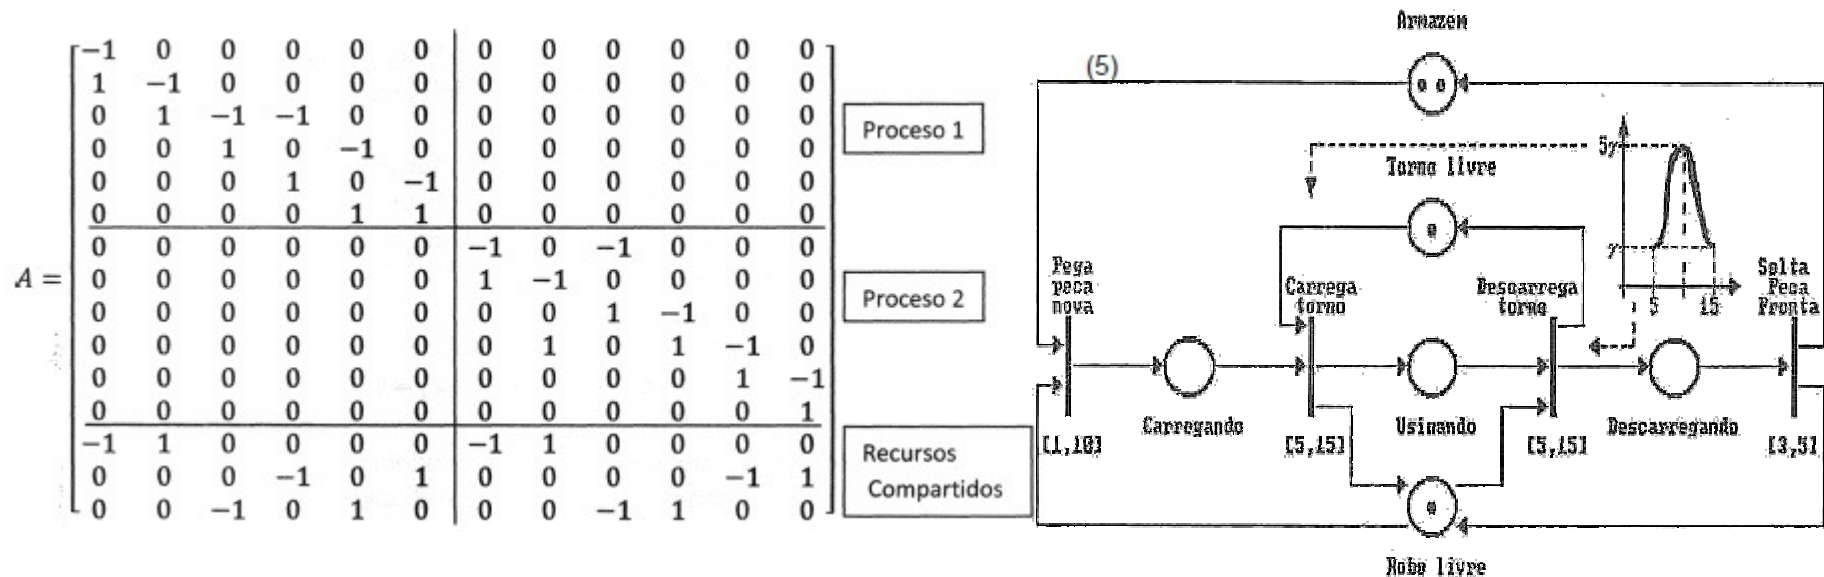 A =
−1 0 0 0 0 0 0 0 0 0 0 0
1 −1 0 0 0 0 0 0 0 0 0 0
0 1 −1 −1 0 0 0 0 0 0 0 0
0 0 1 0 −1 0 0 0 0 0 0 0
0 0 0 1 0 −1 0 0 0 0 0 0
0 0 0 0 1 1 0 0 0 0 0 0
0 0 0 0 0 0 −1 0 −1 0 0 0
0 0 0 0 0 0 1 −1 0 0 0 0
0 0 0 0 0 0 0 0 1 −1 0 0
0 0 0 0 0 0 0 1 0 1 −1 0
0 0 0 0 0 0 0 0 0 0 1 −1
0 0 0 0 0 0 0 0 0 0 0 1
−1 1 0 0 0 0 −1 1 0 0 0 0
0 0 0 −1 0 1 0 0 0 0 −1 1
0 0 −1 0 1 0 0 0 −1 1 0 0
Proceso 1
Proceso 2
Recursos
Compartidos
Armazem
(5)
Torno livre
5γ
γ
5 15
Pega
peca
nova
Carrega
torno
Descarrega
torno
Solta
Peca
Pronta
Carregando
Usinando
Descarregando
[1,10]
[5,15]
[5,15]
[3,5]
Robo livre